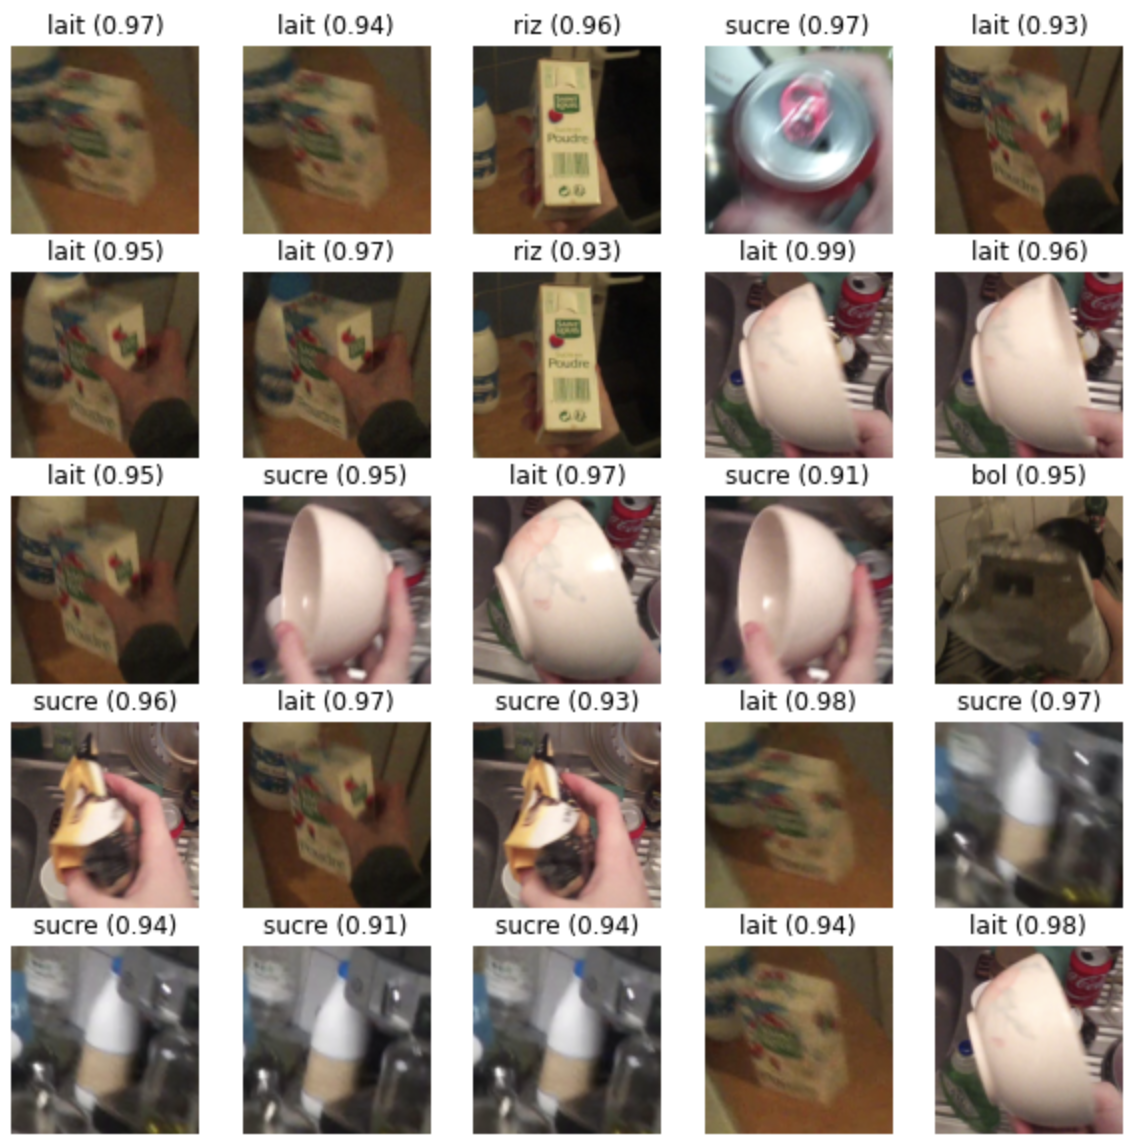 lait (0.97) lait (0.94) riz (0.96) sucre (0.97) lait (0.93)
Poudre
Poudre
lait (0.95) lait (0.97) riz (0.93) lait (0.99) lait (0.96)
Poudre
lait (0.95) sucre (0.95) lait (0.97) sucre (0.91) bol (0.95)
Poudre
sucre (0.96) lait (0.97) sucre (0.93) lait (0.98) sucre (0.97)
Poudre
sucre (0.94) sucre (0.91) sucre (0.94) lait (0.94) lait (0.98)